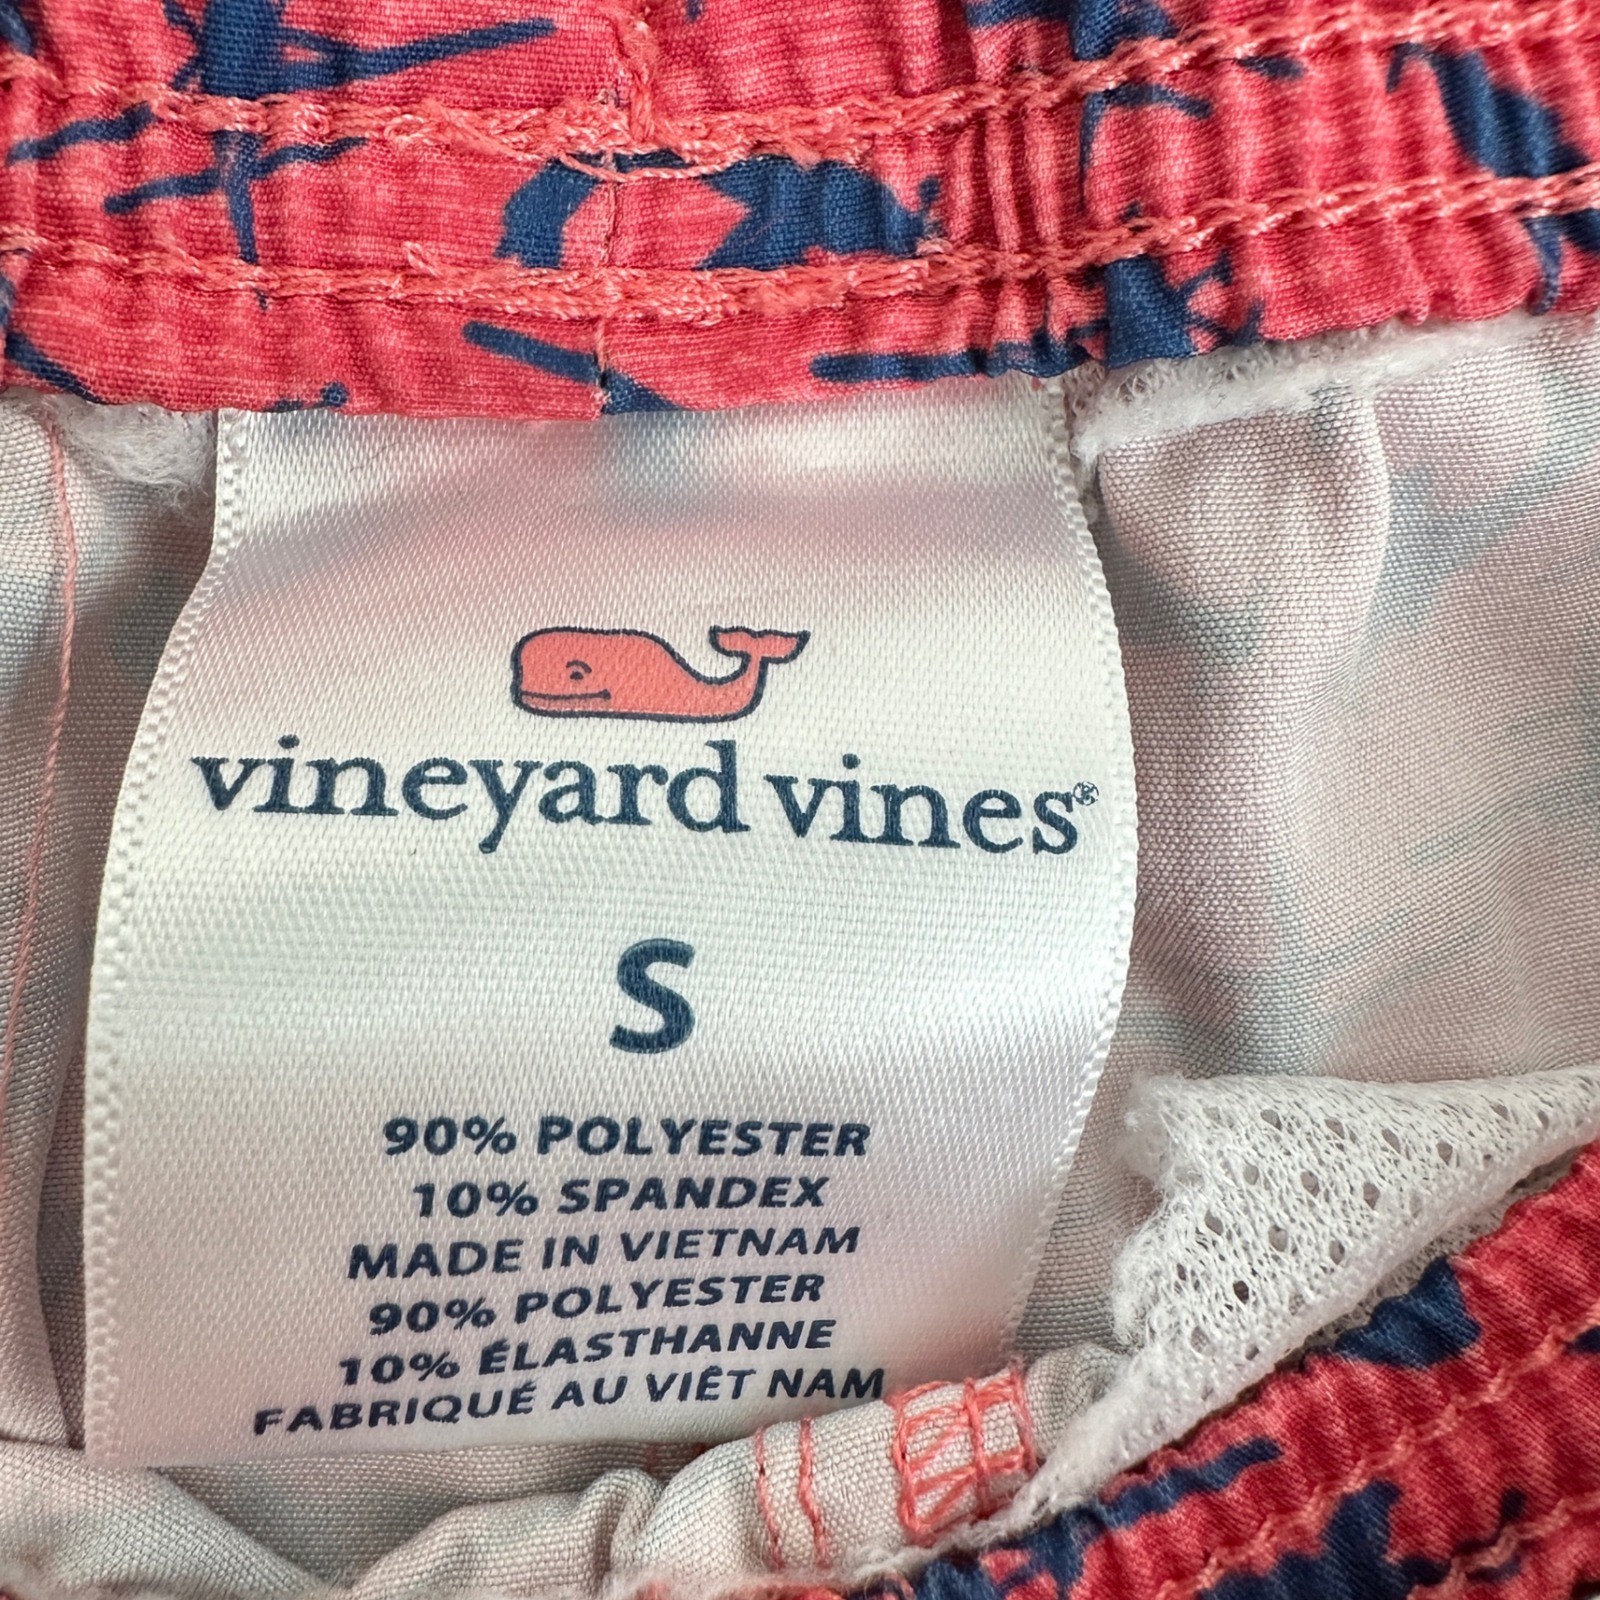 vineyard vines®
S
90% POLYESTER
10% SPANDEX
MADE IN VIETNAM
90% POLYESTER
10% ÉLASTHANNE
FABRIQUÉ AU VIÊT NAM